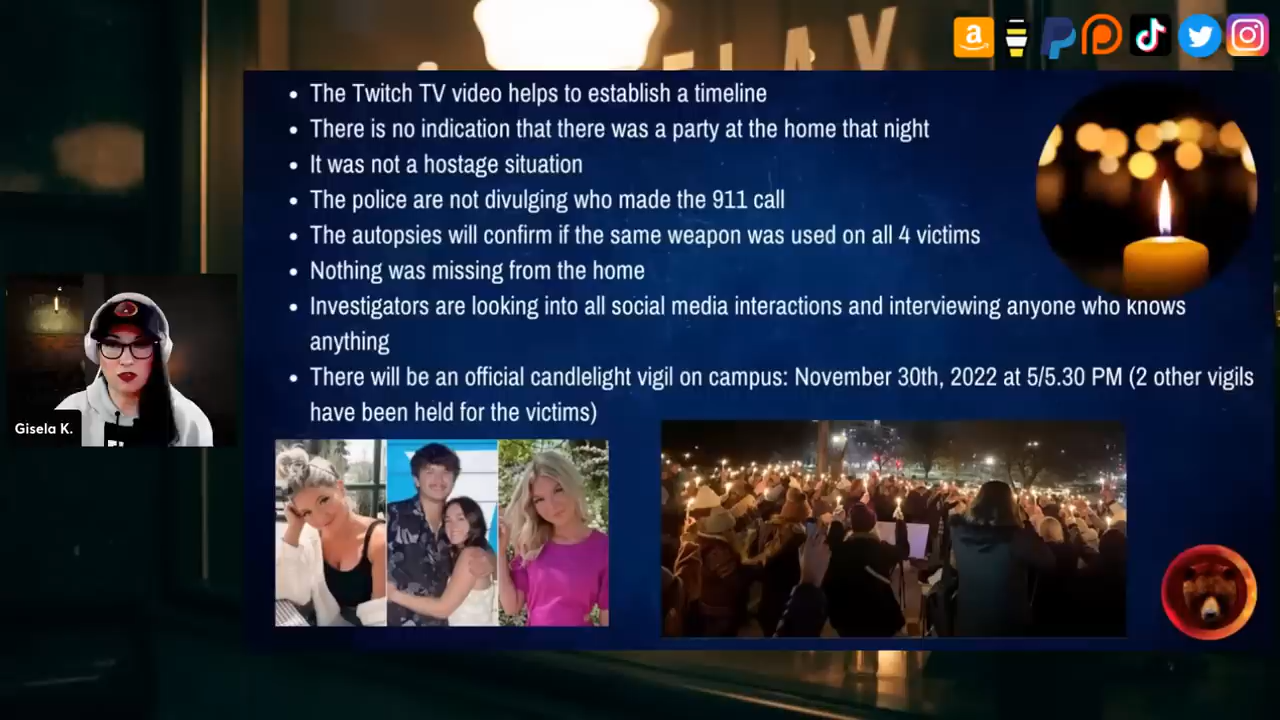 ELAY
The Twitch TV video helps to establish a timeline
There is no indication that there was a party at the home that night
It was not a hostage situation
The police are not divulging who made the 911 call
The autopsies will confirm if the same weapon was used on all 4 victims
Nothing was missing from the home
Investigators are looking into all social media interactions and interviewing anyone who knows
anything
There will be an official candlelight vigil on campus: November 30th, 2022 at 5/5.30 PM (2 other vigils
have been held for the victims)
Gisela K.